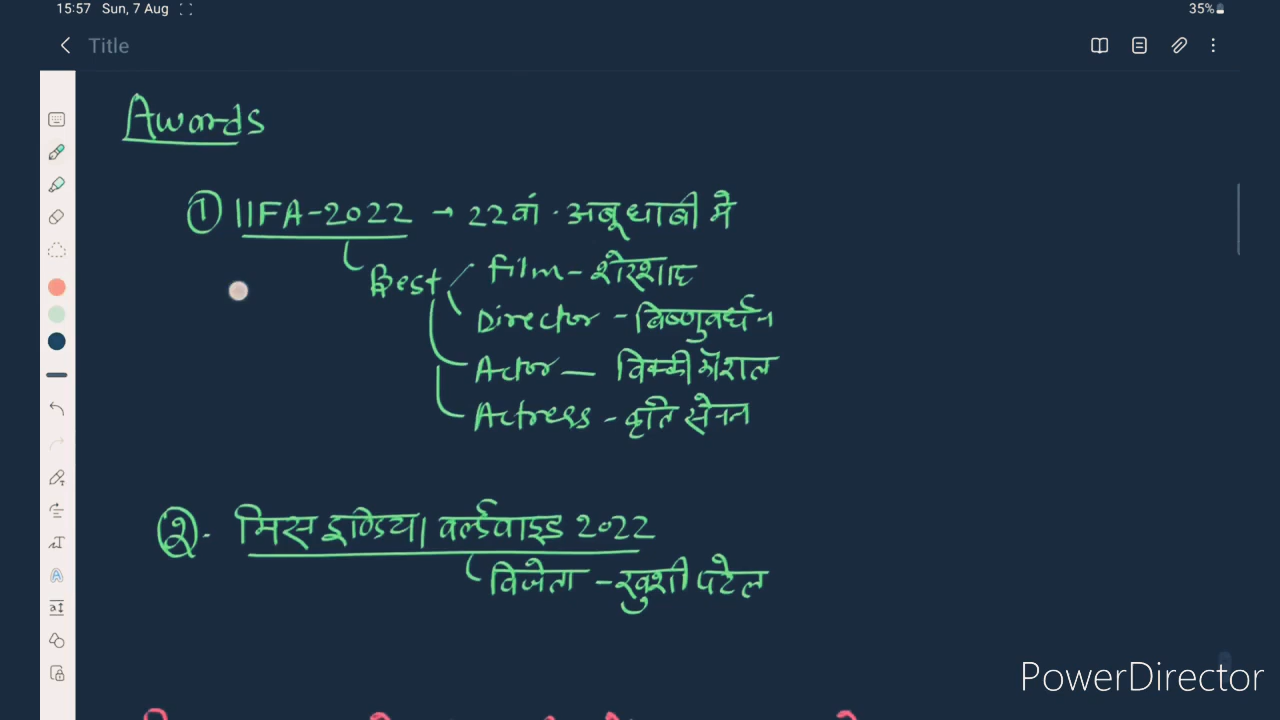 15:57 Sun, 7 Aug 35%
Title
Awards
① IIFA-2022 → 22वां . अबू धाबी में
Best Film - शेरशाह
Director - विष्णुवर्धन
Actor — विक्की कौशल
Actress - कृति सेनन
②. मिस इण्डिया वर्ल्डवाइड 2022
विजेता - खुशी पटेल
PowerDirector